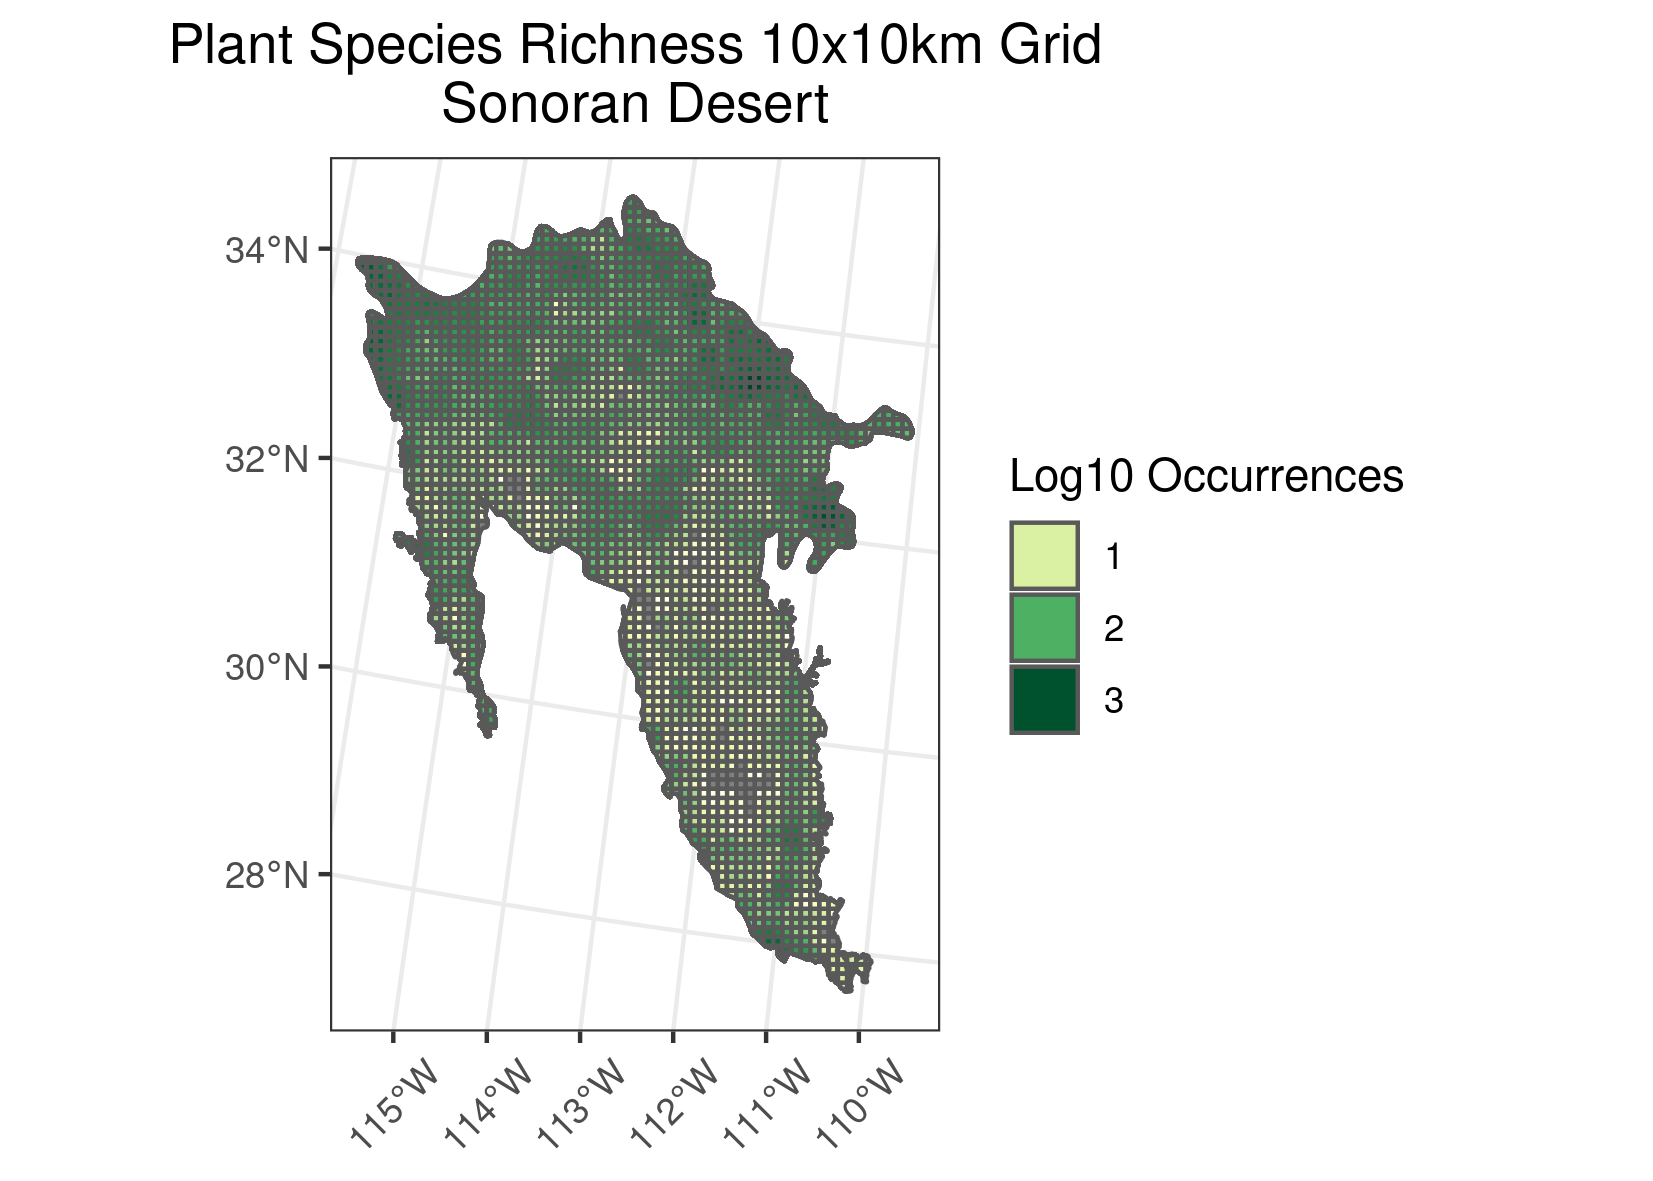 Plant Species Richness 10x10km Grid
Sonoran Desert
34°N
32°N
30°N
28°N
115°W
114°W
113°W
112°W
111°W
110°W
Log10 Occurrences
1
2
3